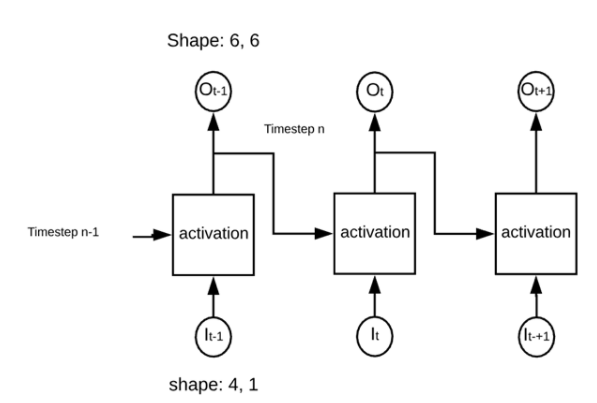 Shape: 6, 6
Ot-1
Ot
Ot+1
Timestep n
Timestep n-1
activation
activation
activation
It-1
It
It-+1
shape: 4, 1